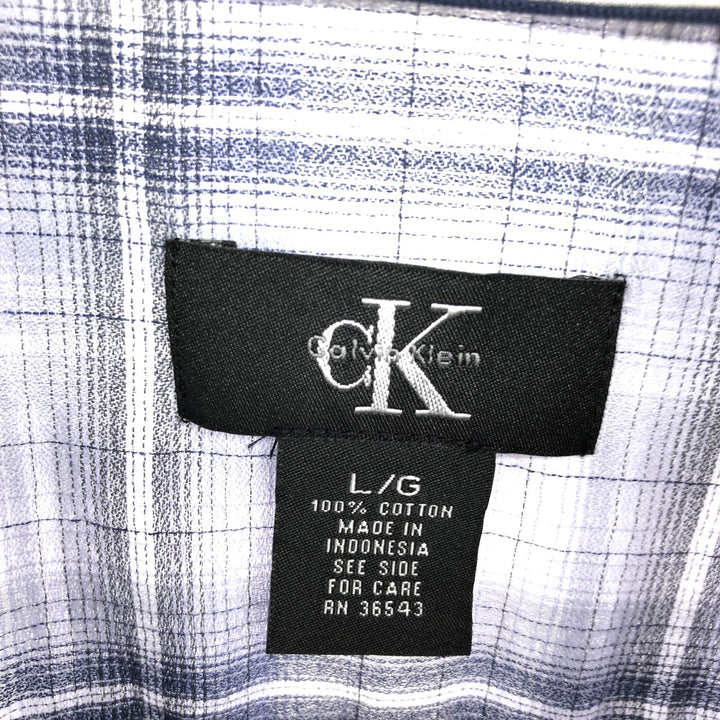 CK
Calvin Klein
L/G
100% COTTON
MADE IN
INDONESIA
SEE SIDE
FOR CARE
RN 36543